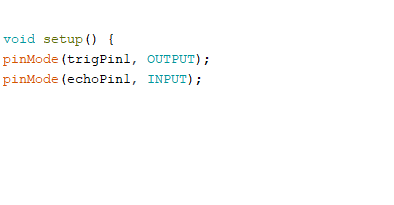 void setup() {
pinMode(trigPin1, OUTPUT);
pinMode(echoPin1, INPUT);